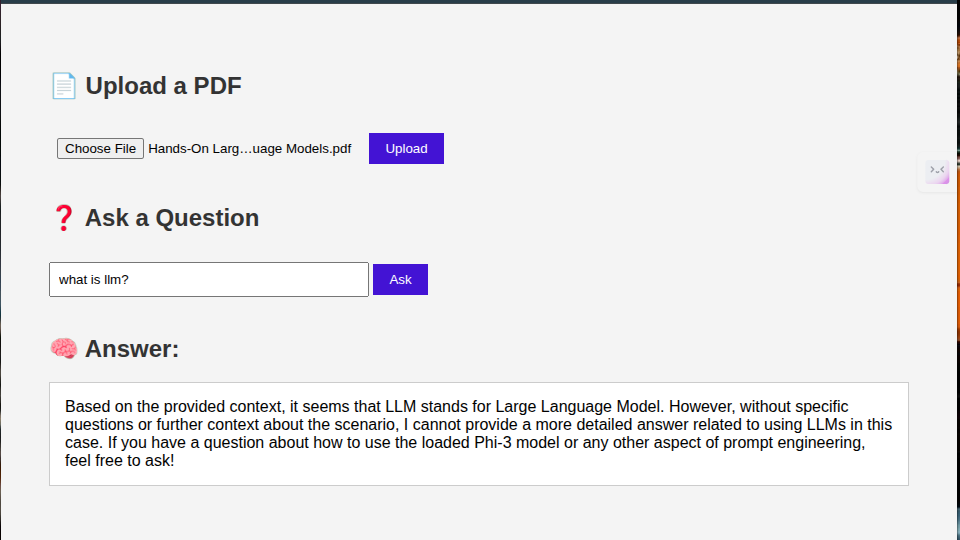 📄 Upload a PDF
Choose File Hands-On Larg…uage Models.pdf Upload
❓ Ask a Question
what is llm? Ask
🧠 Answer:
Based on the provided context, it seems that LLM stands for Large Language Model. However, without specific
questions or further context about the scenario, I cannot provide a more detailed answer related to using LLMs in this
case. If you have a question about how to use the loaded Phi-3 model or any other aspect of prompt engineering,
feel free to ask!